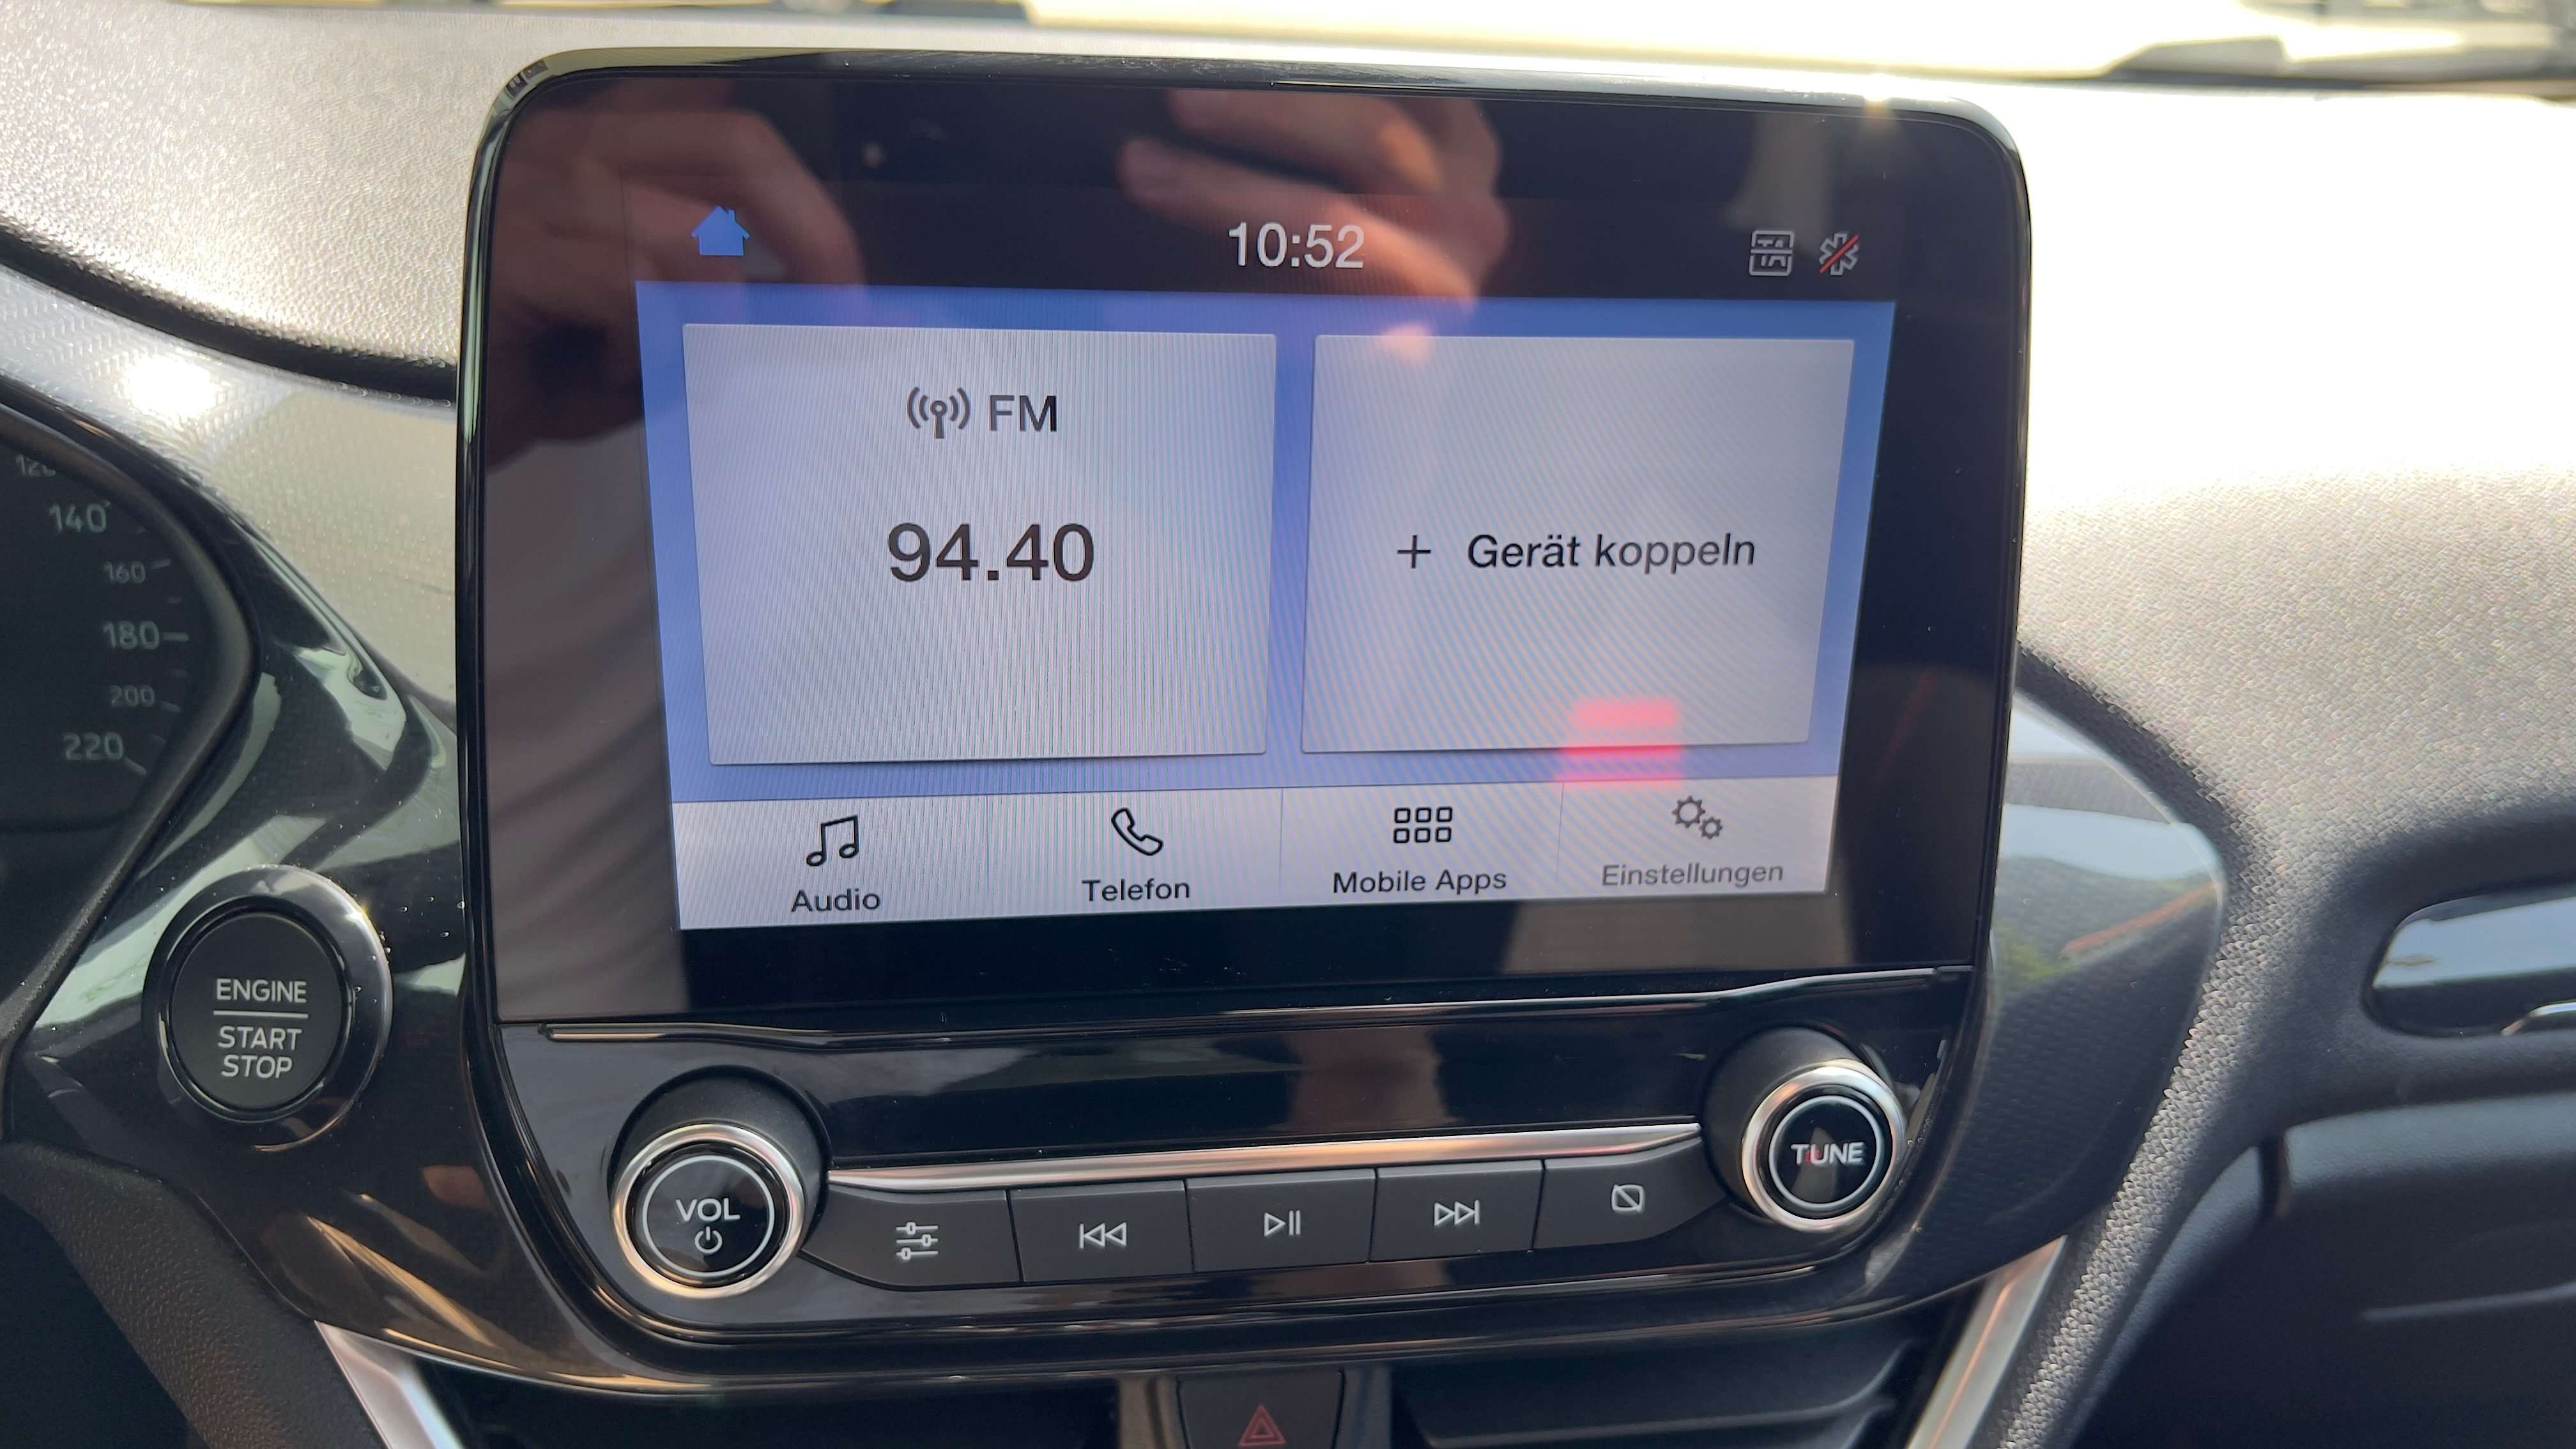 10:52
FM
94.40
+ Gerät koppeln
Audio
Telefon
Mobile Apps
Einstellungen
140
160
180
200
220
ENGINE
START
STOP
VOL
TUNE